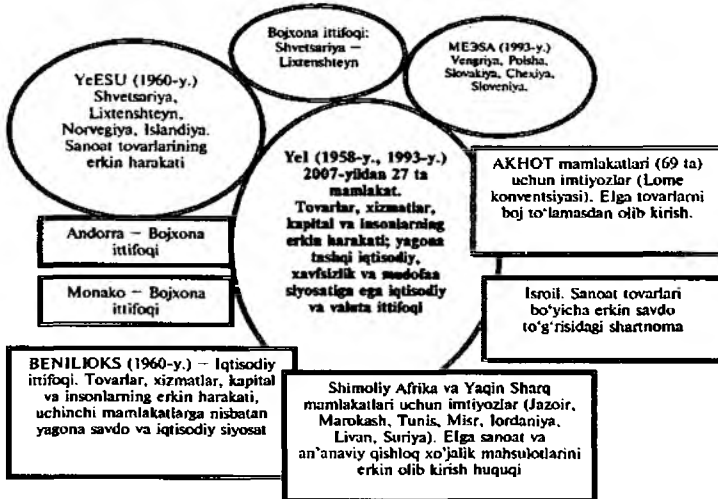 Bojxona ittifoqi:
Shvetsariya —
Lixtenshteyn
MEЭSA (1993-y.)
Vengriya, Polsha,
Slovakiya, Chexiya,
Sloveniya.
YeESU (1960-y.)
Shvetsariya,
Lixtenshteyn,
Norvegiya, Islandiya.
Sanoat tovarlarining
erkin harakati
YeI (1958-y., 1993-y.)
2007-yildan 27 ta
mamlakat.
Tovarlar, xizmatlar,
kapital va insonlarning
erkin harakati; yagona
tashqi iqtisodiy,
xavfsizlik va mudofaa
siyosatiga ega iqtisodiy
va valuta ittifoqi
AKHOT mamlakatlari (69 ta)
uchun imtiyozlar (Lome
konventsiyasi). EIga tovarlarni
boj to‘lamasdan olib kirish.
Andorra — Bojxona
ittifoqi
Monako — Bojxona
ittifoqi
Isroil. Sanoat tovarlari
bo‘yicha erkin savdo
to‘g‘risidagi shartnoma
BENILIOKS (1960-y.) — Iqtisodiy
ittifoqi. Tovarlar, xizmatlar, kapital
va insonlarning erkin harakati,
uchinchi mamlakatlarga nisbatan
yagona savdo va iqtisodiy siyosat
Shimoliy Afrika va Yaqin Sharq
mamlakatlari uchun imtiyozlar (Jazoir,
Marokash, Tunis, Misr, Iordaniya,
Livan, Suriya). EIga sanoat va
an’anaviy qishloq xo‘jalik mahsulotlarini
erkin olib kirish huquqi